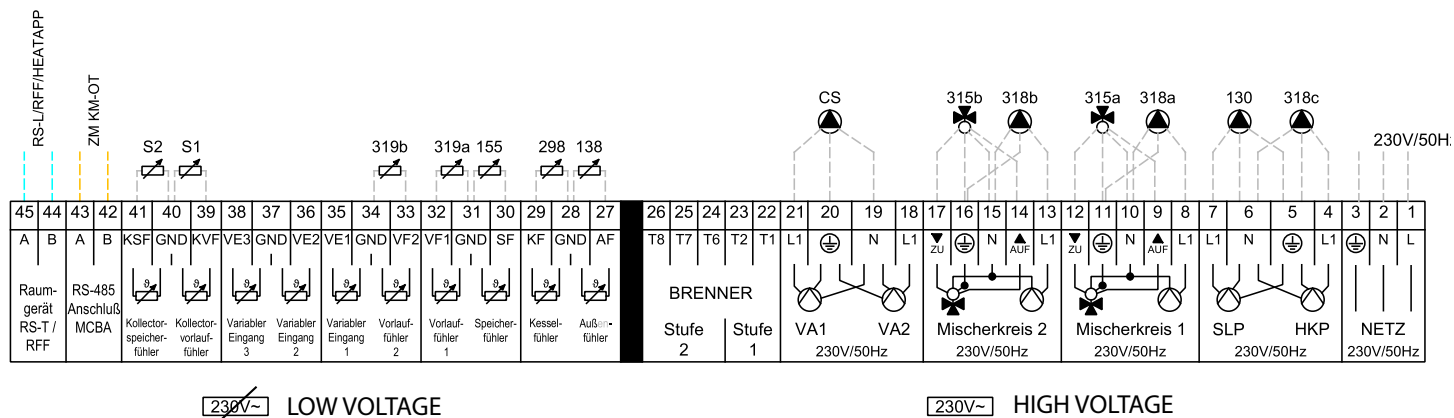 RS-L/RFF/HEATAPP
ZM KM-OT
S2 S1 319b 319a 155 298 138 CS 315b 318b 315a 318a 130 318c
230V/50Hz
45 44 43 42 41 40 39 38 37 36 35 34 33 32 31 30 29 28 27 26 25 24 23 22 21 20 19 18 17 16 15 14 13 12 11 10 9 8 7 6 5 4 3 2 1
A B A B KSF GND KVF VE3 GND VE2 VE1 GND VF2 VF1 GND SF KF GND AF T8 T7 T6 T2 T1 L1 N L1 ZU N AUF L1 ZU N AUF L1 L1 N L1 N L
ϑ ϑ ϑ ϑ ϑ ϑ ϑ ϑ ϑ ϑ
Raum-
gerät
RS-T /
RFF
RS-485
Anschluß
MCBA
Kollector-
speicher-
fühler
Kollector-
vorlauf-
fühler
Variabler
Eingang
3
Variabler
Eingang
2
Variabler
Eingang
1
Vorlauf-
fühler
2
Vorlauf-
fühler
1
Speicher-
fühler
Kessel-
fühler
Außen-
fühler
BRENNER
Stufe
2
Stufe
1
VA1 VA2
230V/50Hz
Mischerkreis 2
230V/50Hz
Mischerkreis 1
230V/50Hz
SLP HKP
230V/50Hz
NETZ
230V/50Hz
230V~ LOW VOLTAGE
230V~ HIGH VOLTAGE